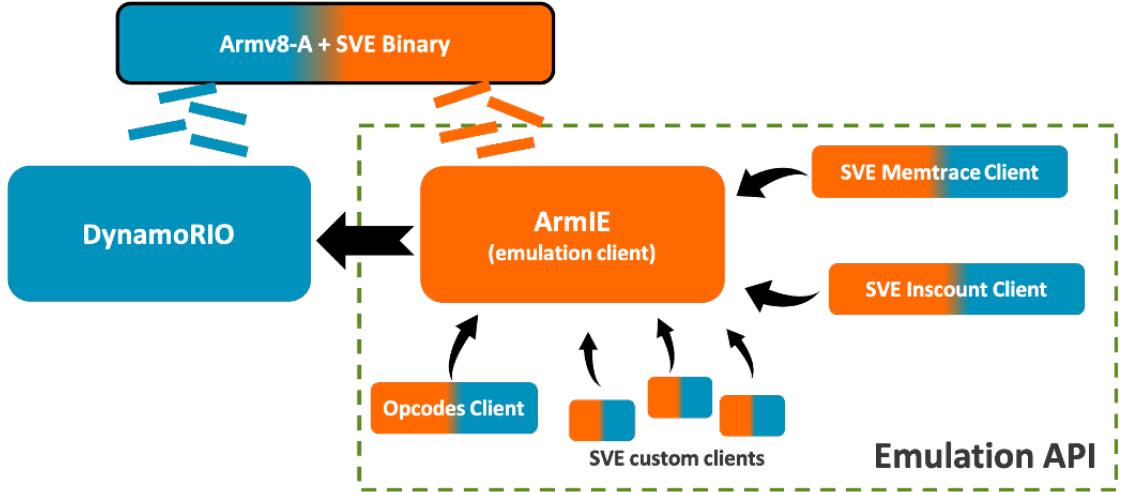 Armv8-A + SVE Binary
DynamoRIO
ArmIE
(emulation client)
SVE Memtrace Client
SVE Inscount Client
Opcodes Client
SVE custom clients
Emulation API